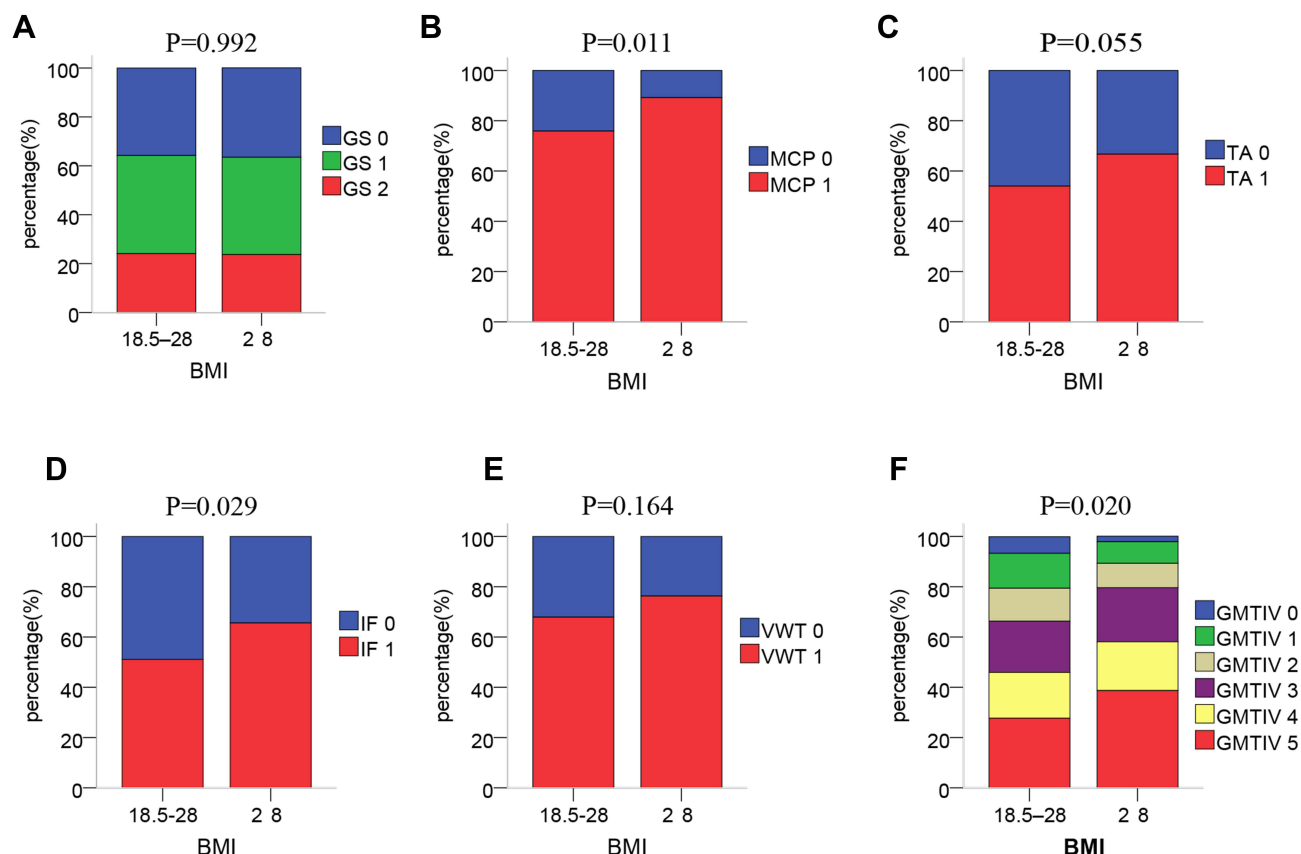 A
P=0.992
percentage(%)
100
80
60
40
20
0
18.5–28
2 8
BMI
GS 0
GS 1
GS 2
B
P=0.011
percentage(%)
100
80
60
40
20
0
18.5-28
2 8
BMI
MCP 0
MCP 1
C
P=0.055
percentage(%)
100
80
60
40
20
0
18.5-28
2 8
BMI
TA 0
TA 1
D
P=0.029
percentage(%)
100
80
60
40
20
0
18.5-28
2 8
BMI
IF 0
IF 1
E
P=0.164
percentage(%)
100
80
60
40
20
0
18.5-28
2 8
BMI
VWT 0
VWT 1
F
P=0.020
percentage(%)
100
80
60
40
20
0
18.5–28
2 8
BMI
GMTIV 0
GMTIV 1
GMTIV 2
GMTIV 3
GMTIV 4
GMTIV 5